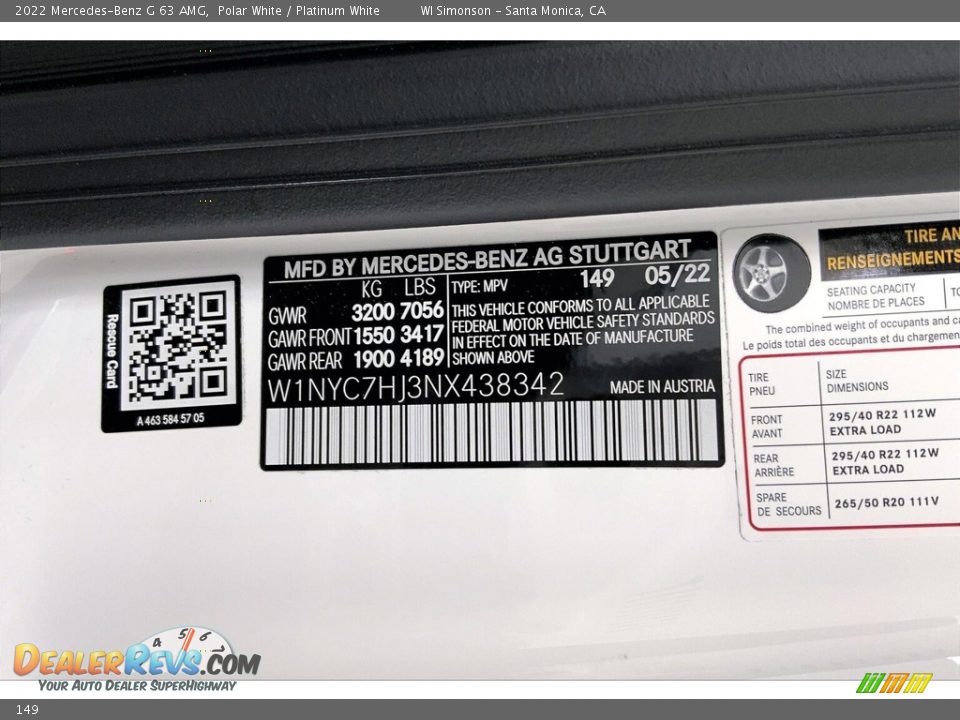 2022 Mercedes-Benz G 63 AMG, Polar White / Platinum White WI Simonson - Santa Monica, CA
Rescue Card
A 463 584 57 05
MFD BY MERCEDES-BENZ AG STUTTGART
KG LBS
GWVR 3200 7056
GAWR FRONT 1550 3417
GAWR REAR 1900 4189
TYPE: MPV 149 05/22
THIS VEHICLE CONFORMS TO ALL APPLICABLE
FEDERAL MOTOR VEHICLE SAFETY STANDARDS
IN EFFECT ON THE DATE OF MANUFACTURE
SHOWN ABOVE
W1NYC7HJ3NX438342 MADE IN AUSTRIA
TIRE AN
RENSEIGNEMENTS
SEATING CAPACITY
NOMBRE DE PLACES
TO
The combined weight of occupants and ca
Le poids total des occupants et du chargemen
TIRE SIZE
PNEU DIMENSIONS
FRONT 295/40 R22 112W
AVANT EXTRA LOAD
REAR 295/40 R22 112W
ARRIÈRE EXTRA LOAD
SPARE
DE SECOURS 265/50 R20 111V
4 5 6
DEALERREVS.COM
YOUR AUTO DEALER SUPERHIGHWAY
149